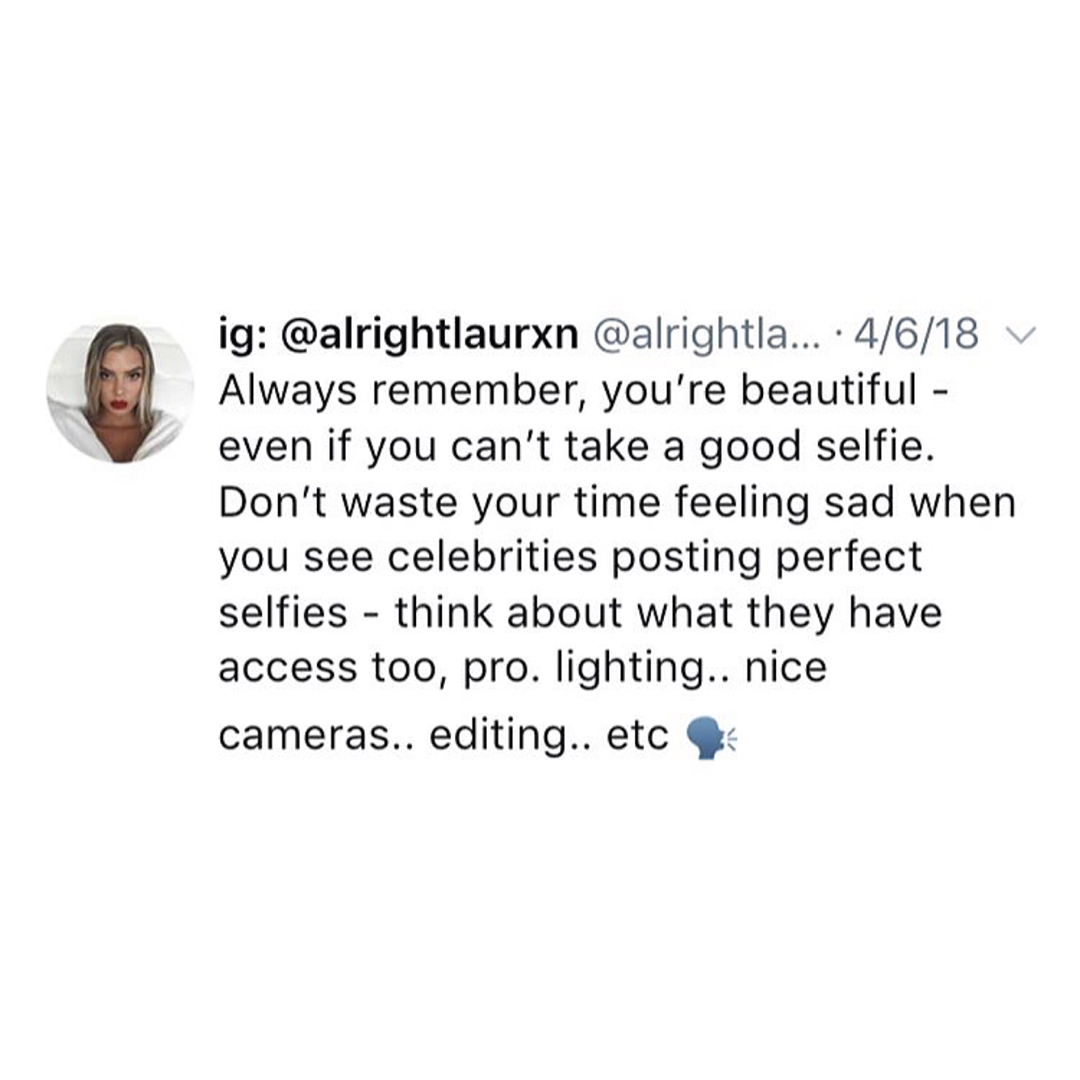 ig: @alrightlaurxn @alrightla... · 4/6/18
Always remember, you’re beautiful -
even if you can’t take a good selfie.
Don’t waste your time feeling sad when
you see celebrities posting perfect
selfies - think about what they have
access too, pro. lighting.. nice
cameras.. editing.. etc 🗣